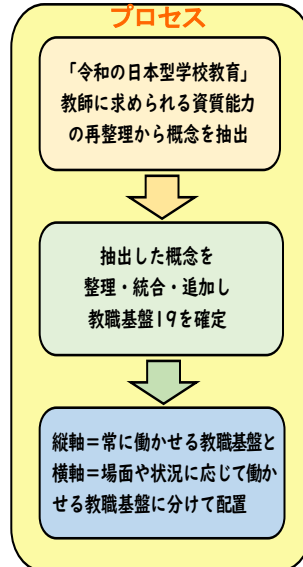 プロセス
「令和の日本型学校教育」
教師に求められる資質能力
の再整理から概念を抽出
抽出した概念を
整理・統合・追加し
教職基盤19を確定
縦軸＝常に働かせる教職基盤と
横軸＝場面や状況に応じて働か
せる教職基盤に分けて配置